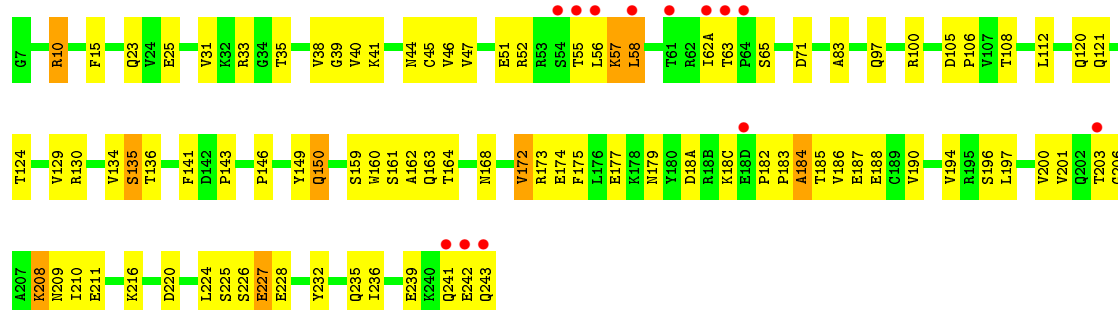 G7 R10 F15 Q23 V24 E25 V31 K32 R33 G34 T35 V38 G39 V40 K41 N44 C45 V46 V47 E51 R52 R53 S54 T55 L56 K57 L58 T61 R62 I62A T63 P64 S65 D71 A83 Q97 R100 D105 P106 V107 T108 L112 Q120 Q121
T124 V129 R130 V134 S135 T136 F141 D142 P143 P146 Y149 Q150 S159 W160 S161 A162 Q163 T164 N168 V172 R173 E174 F175 L176 E177 K178 N179 Y180 D18A R18B K18C E18D P182 P183 A184 T185 V186 E187 E188 C189 V190 V194 R195 S196 L197 V200 V201 Q202 T203 G206
A207 K208 N209 I210 E211 K216 D220 L224 S225 S226 E227 E228 Y232 Q235 I236 E239 K240 Q241 E242 Q243